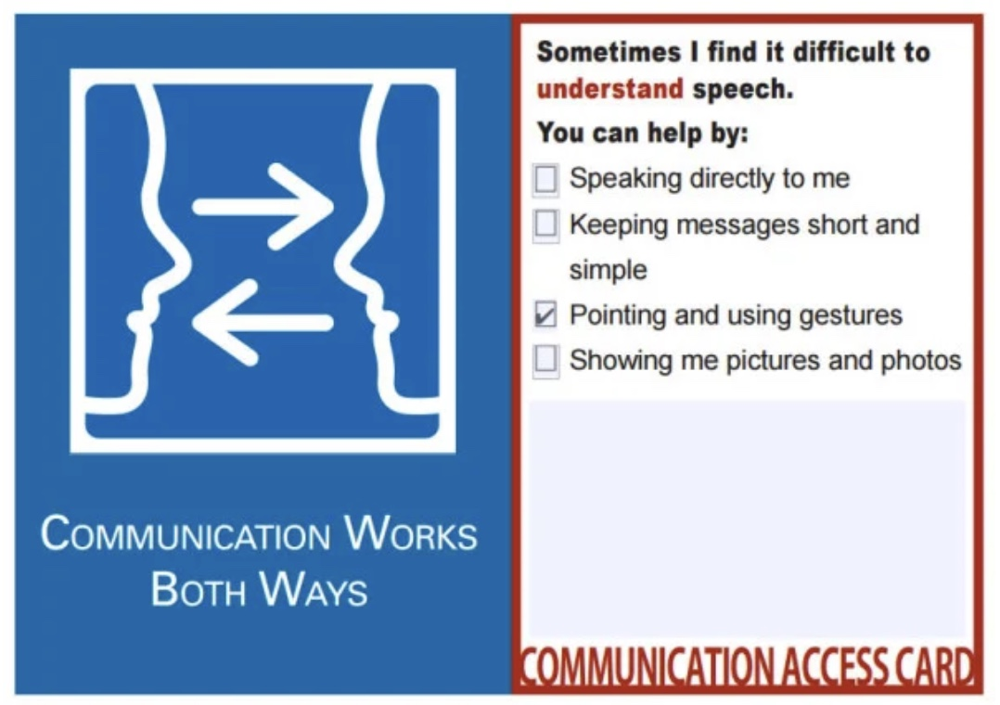 COMMUNICATION WORKS
BOTH WAYS
Sometimes I find it difficult to
understand speech.
You can help by:
Speaking directly to me
Keeping messages short and
simple
Pointing and using gestures
Showing me pictures and photos
COMMUNICATION ACCESS CARD